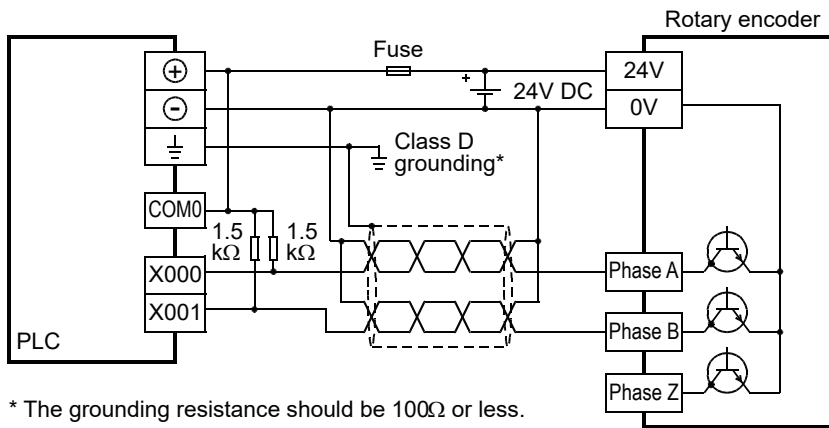 Rotary encoder
Fuse
+
24V
24V DC
0V
Class D
grounding*
COM0
1.5
kΩ
1.5
kΩ
X000
X001
PLC
Phase A
Phase B
Phase Z
* The grounding resistance should be 100Ω or less.